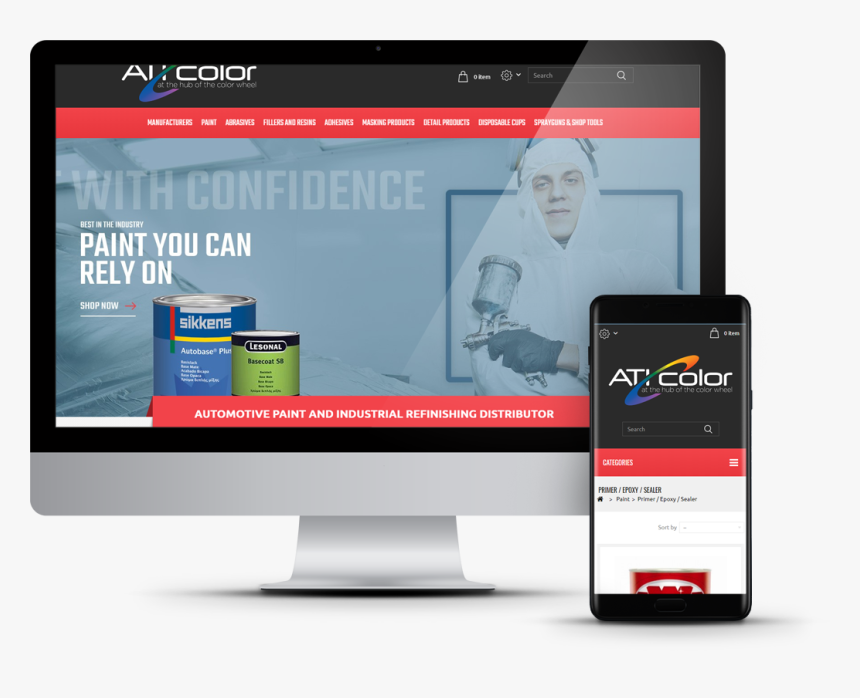 ATI color
at the hub of the color wheel
0 item
Search
MANUFACTURERS PAINT ABRASIVES FILLERS AND RESINS ADHESIVES MASKING PRODUCTS DETAIL PRODUCTS DISPOSABLE CUPS SPRAYGUNS & SHOP TOOLS
T WITH CONFIDENCE
BEST IN THE INDUSTRY
PAINT YOU CAN
RELY ON
SHOP NOW
sikkens
Autobase® Plus
LESONAL
Basecoat SB
AUTOMOTIVE PAINT AND INDUSTRIAL REFINISHING DISTRIBUTOR
0 item
ATI color
at the hub of the color wheel
Search
CATEGORIES
PRIMER / EPOXY / SEALER
> Paint > Primer / Epoxy / Sealer
Sort by --